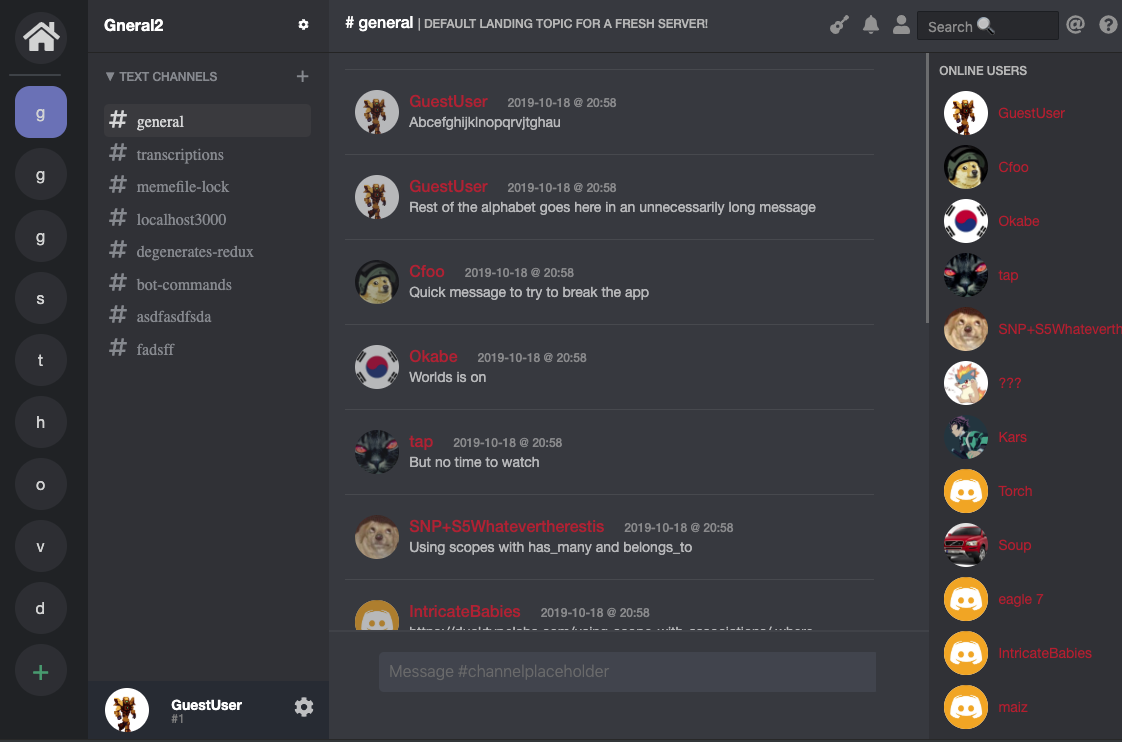 g
g
g
s
t
h
o
v
d
+
Gneral2
▼ TEXT CHANNELS +
# general
# transcriptions
# memefile-lock
# localhost3000
# degenerates-redux
# bot-commands
# asdfasdfsda
# fadsff
GuestUser
#1
# general | DEFAULT LANDING TOPIC FOR A FRESH SERVER!
Search
@ ?
GuestUser 2019-10-18 @ 20:58
Abcefghijklnopqrvjtghau
GuestUser 2019-10-18 @ 20:58
Rest of the alphabet goes here in an unnecessarily long message
Cfoo 2019-10-18 @ 20:58
Quick message to try to break the app
Okabe 2019-10-18 @ 20:58
Worlds is on
tap 2019-10-18 @ 20:58
But no time to watch
SNP+S5Whatevertherestis 2019-10-18 @ 20:58
Using scopes with has_many and belongs_to
IntricateBabies 2019-10-18 @ 20:58
Message #channelplaceholder
ONLINE USERS
GuestUser
Cfoo
Okabe
tap
SNP+S5Whateverth
???
Kars
Torch
Soup
eagle 7
IntricateBabies
maiz